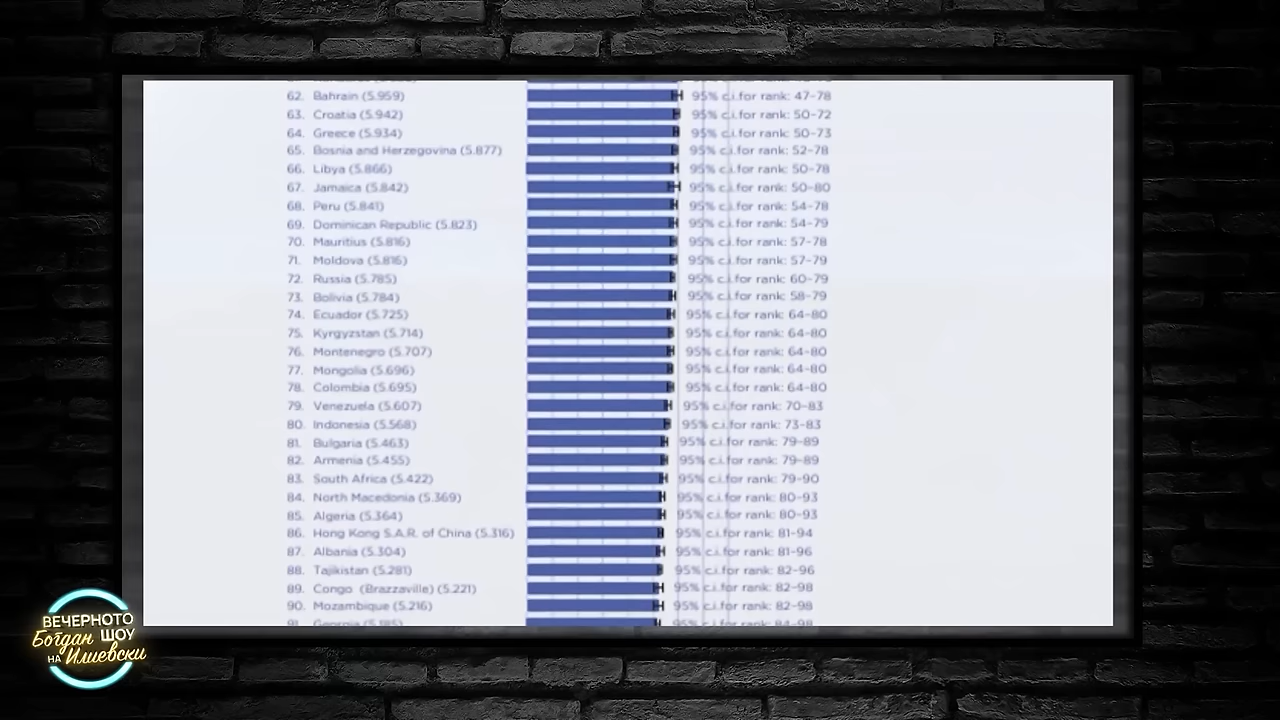 62. Bahrain (5.959) 95% c.i.for rank: 47-78
63. Croatia (5.942) 95% c.i.for rank: 50-72
64. Greece (5.934) 95% c.i.for rank: 50-73
65. Bosnia and Herzegovina (5.877) 95% c.i.for rank: 52-78
66. Libya (5.866) 95% c.i.for rank: 50-78
67. Jamaica (5.842) 95% c.i.for rank: 50-80
68. Peru (5.841) 95% c.i.for rank: 54-78
69. Dominican Republic (5.823) 95% c.i.for rank: 54-79
70. Mauritius (5.816) 95% c.i.for rank: 57-78
71. Moldova (5.816) 95% c.i.for rank: 57-79
72. Russia (5.785) 95% c.i.for rank: 60-79
73. Bolivia (5.784) 95% c.i.for rank: 58-79
74. Ecuador (5.725) 95% c.i.for rank: 64-80
75. Kyrgyzstan (5.714) 95% c.i.for rank: 64-80
76. Montenegro (5.707) 95% c.i.for rank: 64-80
77. Mongolia (5.696) 95% c.i.for rank: 64-80
78. Colombia (5.695) 95% c.i.for rank: 64-80
79. Venezuela (5.607) 95% c.i.for rank: 70-83
80. Indonesia (5.568) 95% c.i.for rank: 73-83
81. Bulgaria (5.463) 95% c.i.for rank: 79-89
82. Armenia (5.455) 95% c.i.for rank: 79-89
83. South Africa (5.422) 95% c.i.for rank: 79-90
84. North Macedonia (5.369) 95% c.i.for rank: 80-93
85. Algeria (5.364) 95% c.i.for rank: 80-93
86. Hong Kong S.A.R. of China (5.316) 95% c.i.for rank: 81-94
87. Albania (5.304) 95% c.i.for rank: 81-96
88. Tajikistan (5.281) 95% c.i.for rank: 82-96
89. Congo (Brazzaville) (5.221) 95% c.i.for rank: 82-98
90. Mozambique (5.216) 95% c.i.for rank: 82-98
91. Georgia (5.185) 95% c.i.for rank: 84-98
ВЕЧЕРНОТО
Богдан ШОУ
НА Илиевски